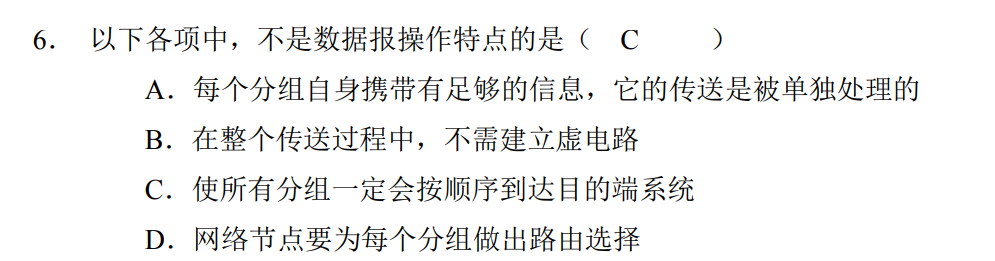 6. 以下各项中，不是数据报操作特点的是（ C ）
A．每个分组自身携带有足够的信息，它的传送是被单独处理的
B．在整个传送过程中，不需建立虚电路
C．使所有分组一定会按顺序到达目的端系统
D．网络节点要为每个分组做出路由选择